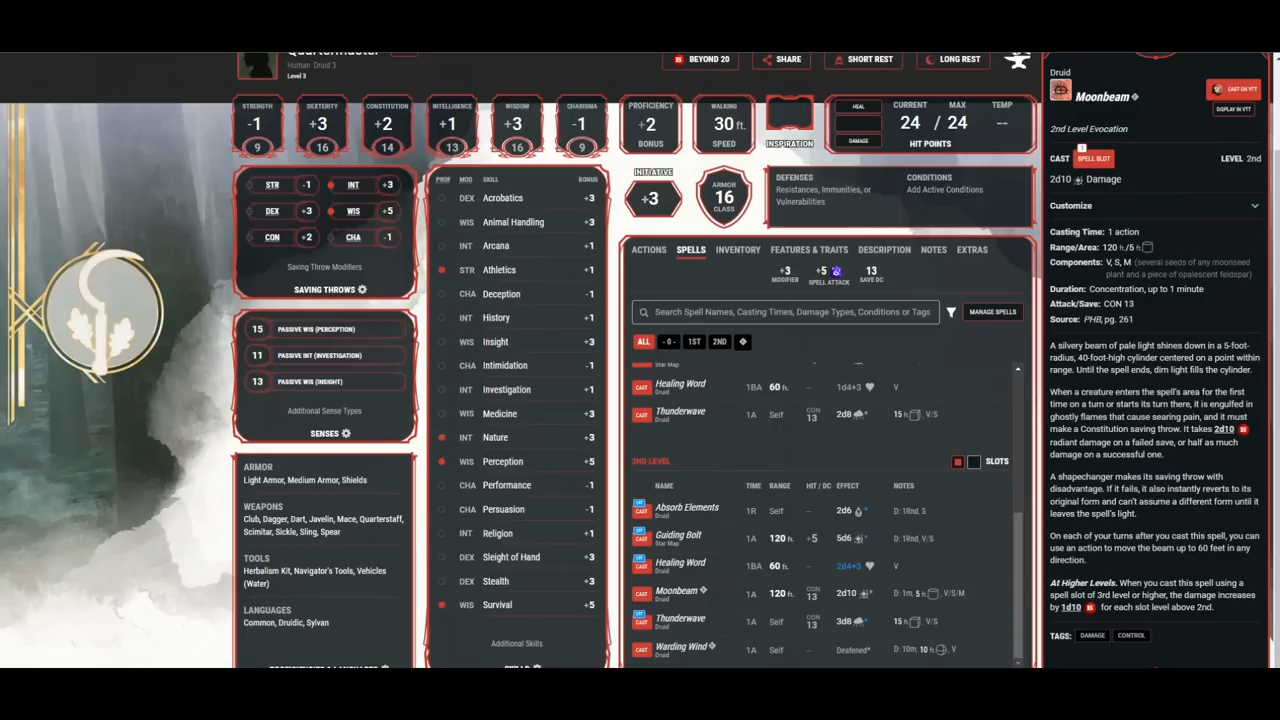 Quartermaster
Human Druid 3
Level 3
BEYOND 20
SHARE
SHORT REST
LONG REST
STRENGTH
-1
9
DEXTERITY
+3
16
CONSTITUTION
+2
14
INTELLIGENCE
+1
13
WISDOM
+3
16
CHARISMA
-1
9
PROFICIENCY
+2
BONUS
WALKING
30 ft.
SPEED
INSPIRATION
HEAL
DAMAGE
CURRENT MAX TEMP
24 / 24 --
HIT POINTS
STR -1 INT +3
DEX +3 WIS +5
CON +2 CHA -1
Saving Throw Modifiers
SAVING THROWS
15 PASSIVE WIS (PERCEPTION)
11 PASSIVE INT (INVESTIGATION)
13 PASSIVE WIS (INSIGHT)
Additional Sense Types
SENSES
ARMOR
Light Armor, Medium Armor, Shields
WEAPONS
Club, Dagger, Dart, Javelin, Mace, Quarterstaff,
Scimitar, Sickle, Sling, Spear
TOOLS
Herbalism Kit, Navigator's Tools, Vehicles
(Water)
LANGUAGES
Common, Druidic, Sylvan
PROF MOD SKILL BONUS
DEX Acrobatics +3
WIS Animal Handling +3
INT Arcana +1
STR Athletics +1
CHA Deception -1
INT History +1
WIS Insight +3
CHA Intimidation -1
INT Investigation +1
WIS Medicine +3
INT Nature +3
WIS Perception +5
CHA Performance -1
CHA Persuasion -1
INT Religion +1
DEX Sleight of Hand +3
DEX Stealth +3
WIS Survival +5
Additional Skills
INITIATIVE
+3
ARMOR
16
CLASS
DEFENSES
Resistances, Immunities, or
Vulnerabilities
CONDITIONS
Add Active Conditions
ACTIONS SPELLS INVENTORY FEATURES & TRAITS DESCRIPTION NOTES EXTRAS
+3 +5 13
MODIFIER SPELL ATTACK SAVE DC
Search Spell Names, Casting Times, Damage Types, Conditions or Tags
MANAGE SPELLS
ALL - 0 - 1ST 2ND
Star Map
CAST Healing Word 1BA 60 ft. -- 1d4+3 V
Druid
CAST Thunderwave 1A Self CON 13 2d8 * 15 ft. , V/S
Druid
2ND LEVEL SLOTS
NAME TIME RANGE HIT / DC EFFECT NOTES
CAST Absorb Elements 1R Self -- 2d6 * D: 1Rnd, S
Druid
CAST Guiding Bolt 1A 120 ft. +5 5d6 * D: 1Rnd, V/S
Star Map
CAST Healing Word 1BA 60 ft. -- 2d4+3 V
Druid
CAST Moonbeam 1A 120 ft. CON 13 2d10 * D: 1m, 5 ft. , V/S/M
Druid
CAST Thunderwave 1A Self CON 13 3d8 * 15 ft. , V/S
Druid
CAST Warding Wind 1A Self -- Deafened* D: 10m, 10 ft. , V
Druid
Druid
Moonbeam
CAST ON VTT
DISPLAY IN VTT
2nd Level Evocation
CAST 1 SPELL SLOT LEVEL 2nd
2d10 Damage
Customize
Casting Time: 1 action
Range/Area: 120 ft./5 ft.
Components: V, S, M (several seeds of any moonseed
plant and a piece of opalescent feldspar)
Duration: Concentration, up to 1 minute
Attack/Save: CON 13
Source: PHB, pg. 261
A silvery beam of pale light shines down in a 5-foot-
radius, 40-foot-high cylinder centered on a point within
range. Until the spell ends, dim light fills the cylinder.
When a creature enters the spell's area for the first
time on a turn or starts its turn there, it is engulfed in
ghostly flames that cause searing pain, and it must
make a Constitution saving throw. It takes 2d10
radiant damage on a failed save, or half as much
damage on a successful one.
A shapechanger makes its saving throw with
disadvantage. If it fails, it also instantly reverts to its
original form and can't assume a different form until it
leaves the spell's light.
On each of your turns after you cast this spell, you can
use an action to move the beam up to 60 feet in any
direction.
At Higher Levels. When you cast this spell using a
spell slot of 3rd level or higher, the damage increases
by 1d10 for each slot level above 2nd.
TAGS: DAMAGE CONTROL